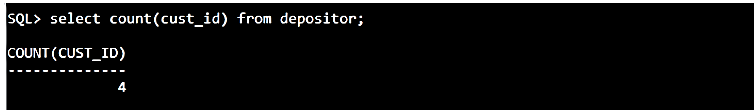 SQL> select count(cust_id) from depositor;
COUNT(CUST_ID)
--------------
4